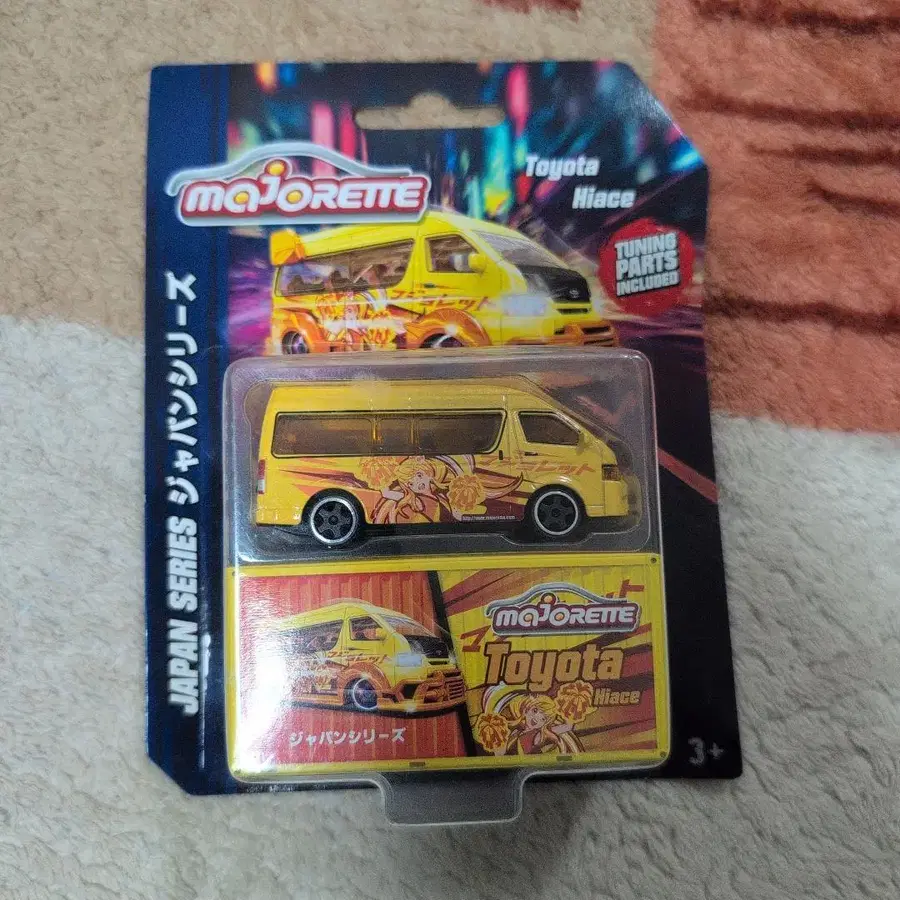 Toyota
Hiace
MAJORETTE
TUNING
PARTS
INCLUDED
JAPAN SERIES ジャパンシリーズ
MAJORETTE
Toyota
Hiace
ジャパンシリーズ
3+